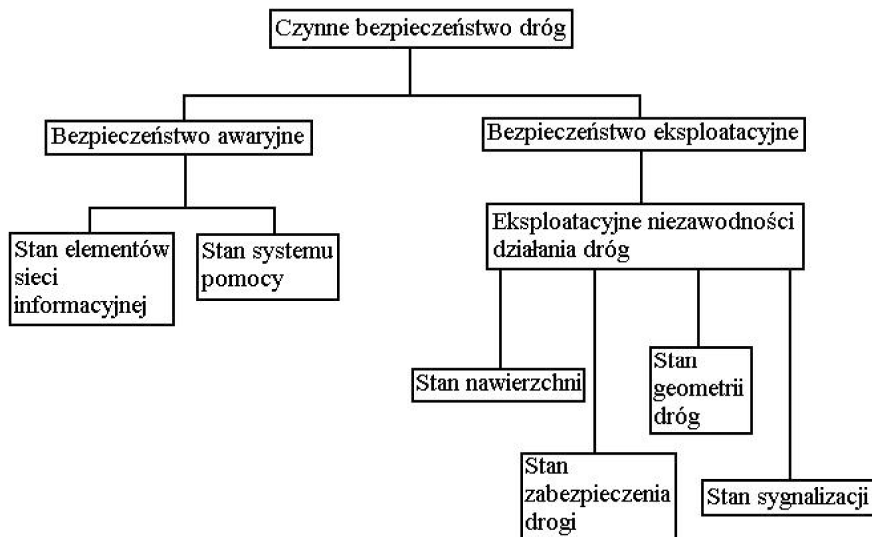 Czynne bezpieczeństwo dróg
Bezpieczeństwo awaryjne
Bezpieczeństwo eksploatacyjne
Stan elementów
sieci
informacyjnej
Stan systemu
pomocy
Eksploatacyjne niezawodności
działania dróg
Stan nawierzchni
Stan
geometrii
dróg
Stan
zabezpieczenia
drogi
Stan sygnalizacji